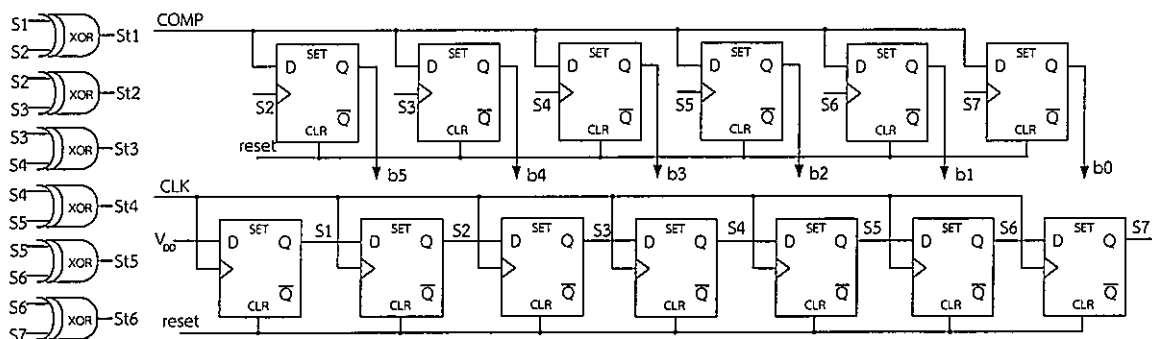 S1 XOR St1
S2
S2 XOR St2
S3
S3 XOR St3
S4
S4 XOR St4
S5
S5 XOR St5
S6
S6 XOR St6
S7
COMP
SET SET SET SET SET SET
D Q D Q D Q D Q D Q D Q
S2 S3 S4 S5 S6 S7
Q Q Q Q Q Q
CLR CLR CLR CLR CLR CLR
reset
b5 b4 b3 b2 b1 b0
CLK
S1 S2 S3 S4 S5 S6 S7
SET SET SET SET SET SET SET
VDD D Q D Q D Q D Q D Q D Q D Q
Q Q Q Q Q Q Q
CLR CLR CLR CLR CLR CLR CLR
reset